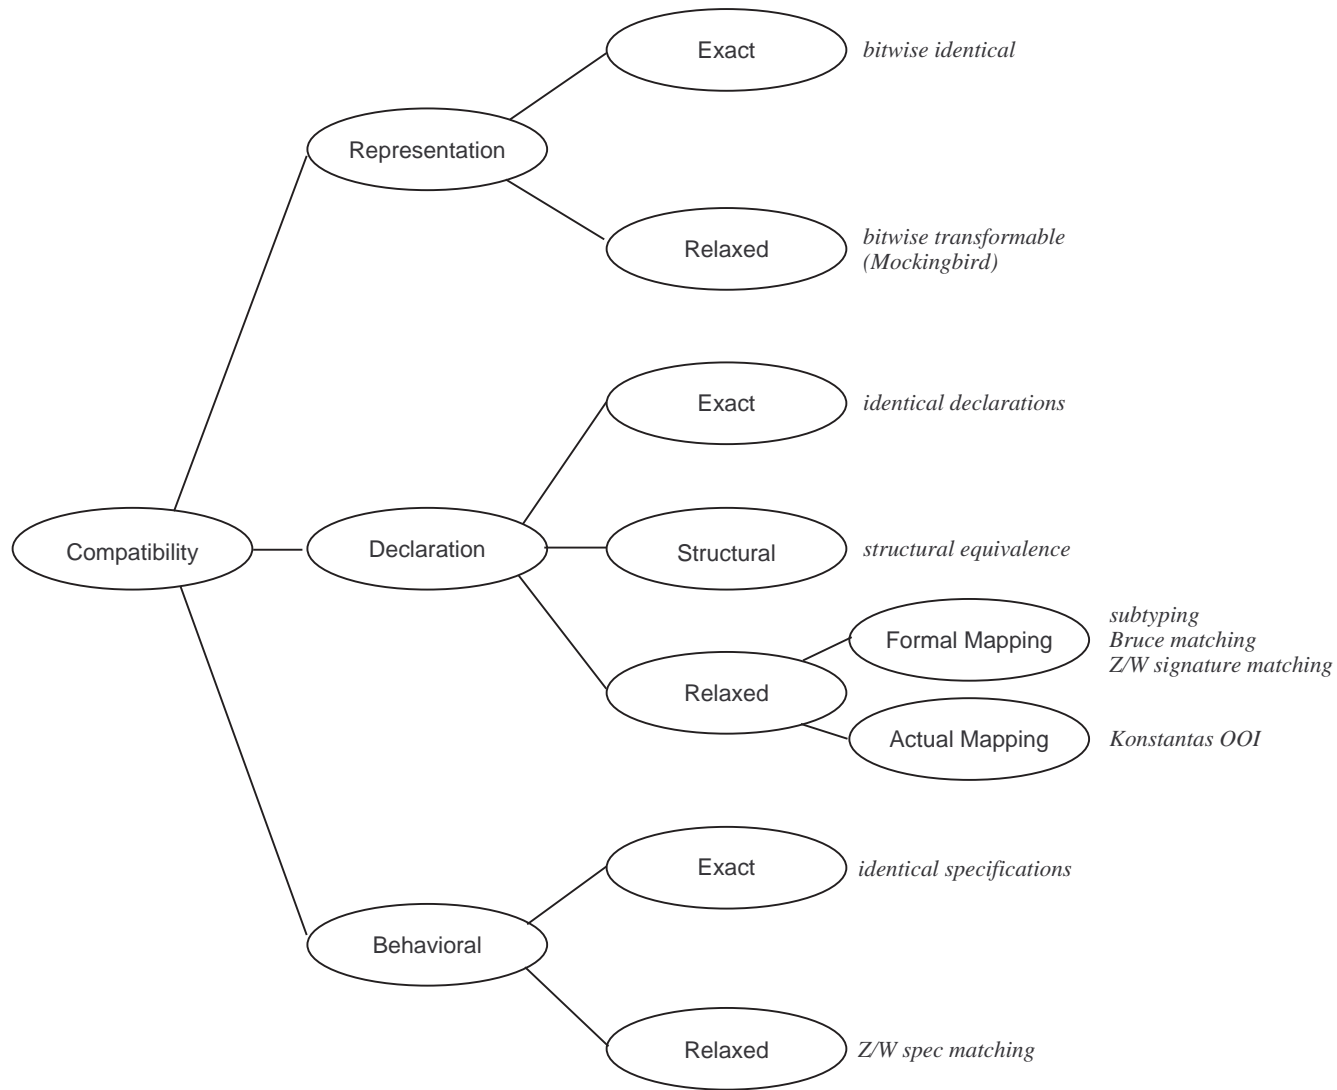 Exact
bitwise identical
Representation
Relaxed
bitwise transformable
(Mockingbird)
Exact
identical declarations
Compatibility
Declaration
Structural
structural equivalence
Formal Mapping
subtyping
Bruce matching
Z/W signature matching
Relaxed
Actual Mapping
Konstantas OOI
Exact
identical specifications
Behavioral
Relaxed
Z/W spec matching